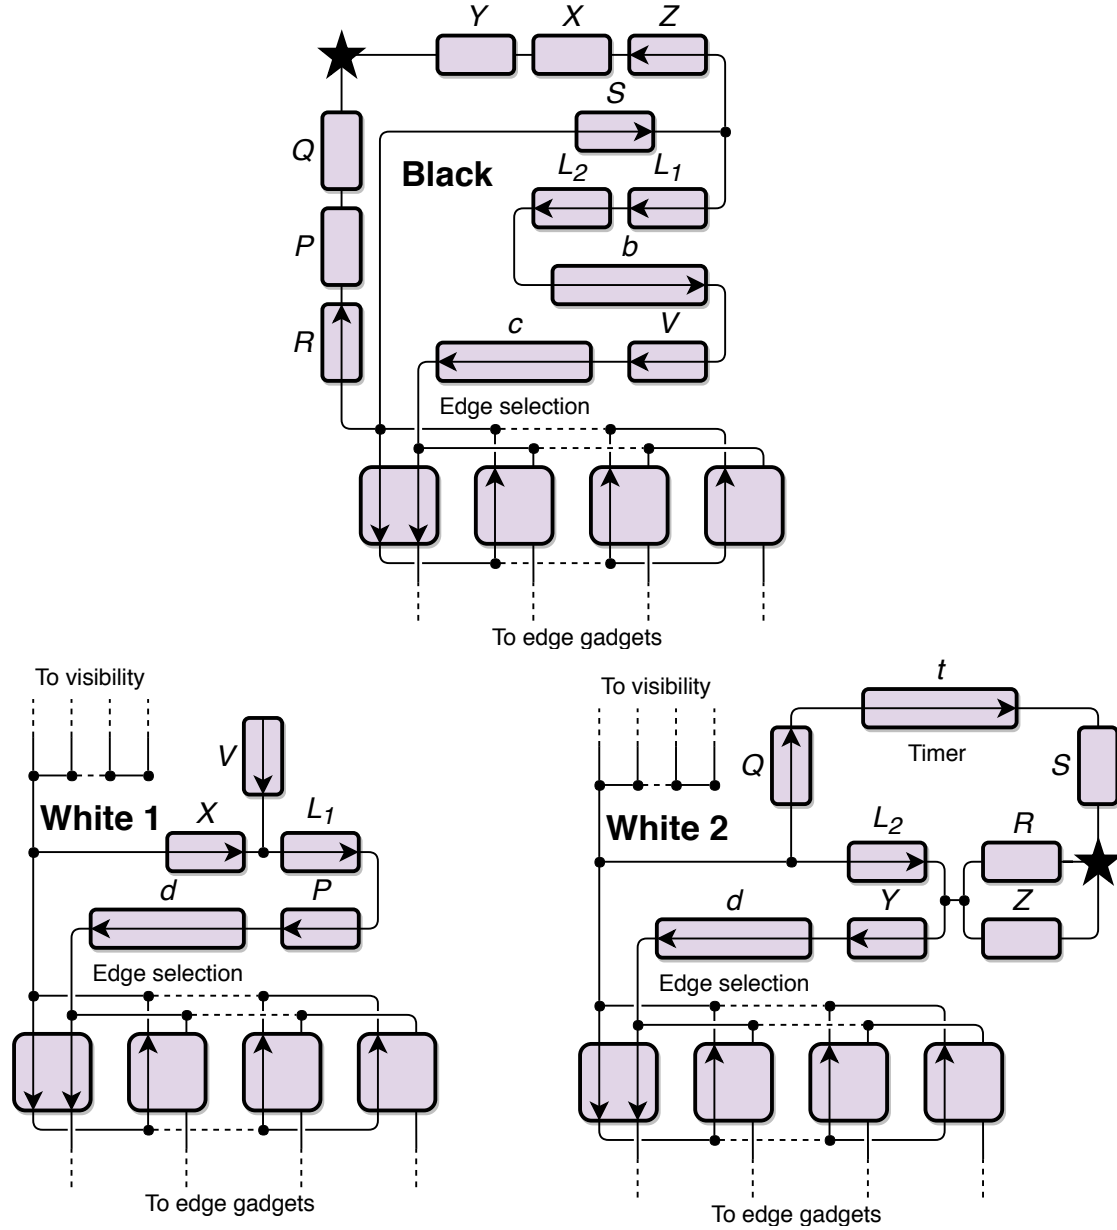 Y X Z
S
Q
Black
L2 L1
P
b
R
c V
Edge selection
To edge gadgets
To visibility
V
White 1
X L1
d P
Edge selection
To edge gadgets
To visibility
t
Q Timer S
White 2
L2 R
d Y Z
Edge selection
To edge gadgets